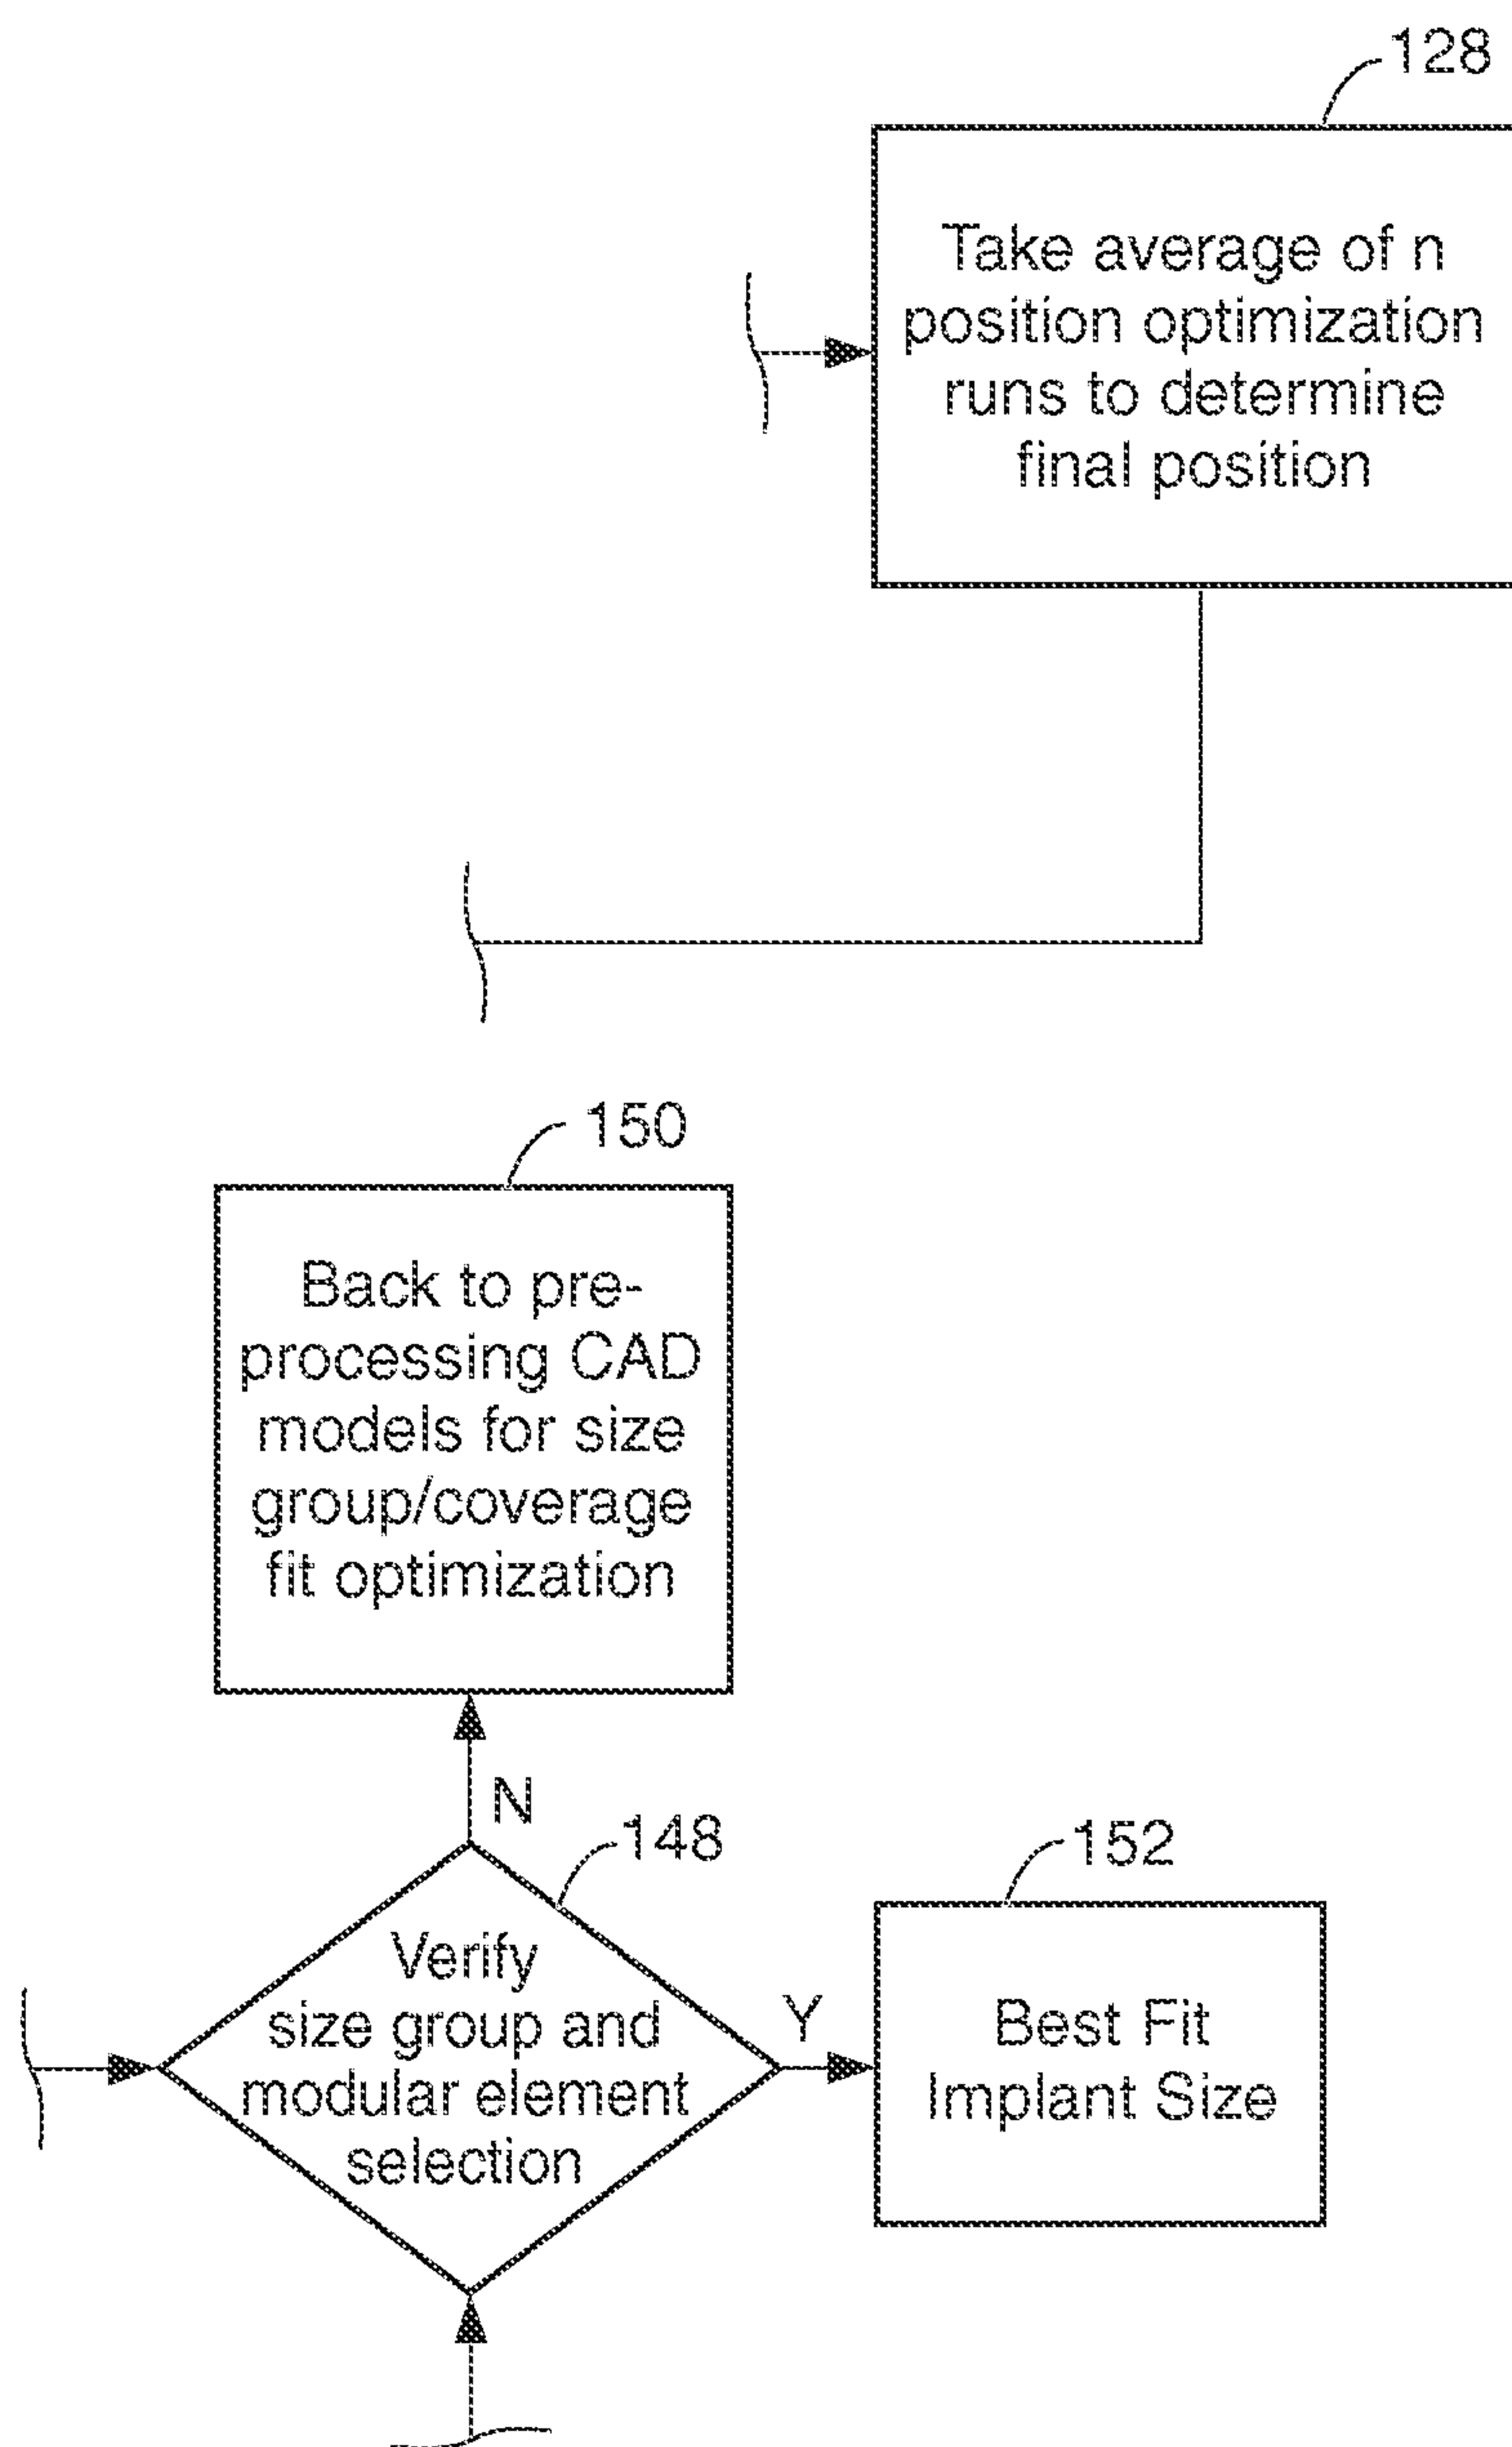 128
Take average of n
position optimization
runs to determine
final position
150
Back to pre-
processing CAD
models for size
group/coverage
fit optimization
N
148
Verify
size group and
modular element
selection
Y
152
Best Fit
Implant Size